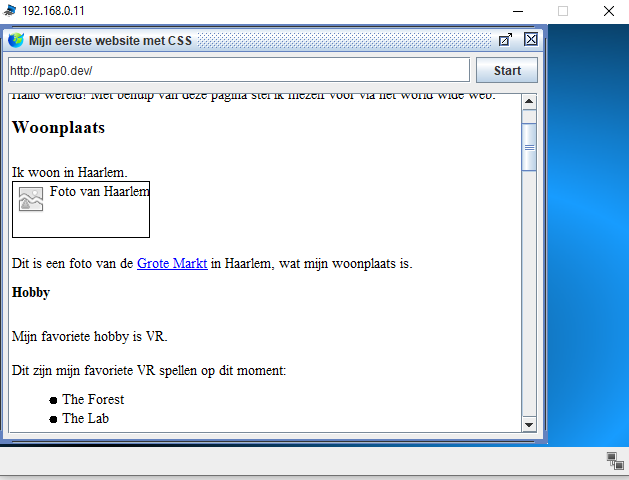 192.168.0.11
Mijn eerste website met CSS
http://pap0.dev/
Start
Hallo wereld! Met behulp van deze pagina stel ik mezelf voor via het world wide web.
Woonplaats
Ik woon in Haarlem.
Foto van Haarlem
Dit is een foto van de Grote Markt in Haarlem, wat mijn woonplaats is.
Hobby
Mijn favoriete hobby is VR.
Dit zijn mijn favoriete VR spellen op dit moment:
The Forest
The Lab